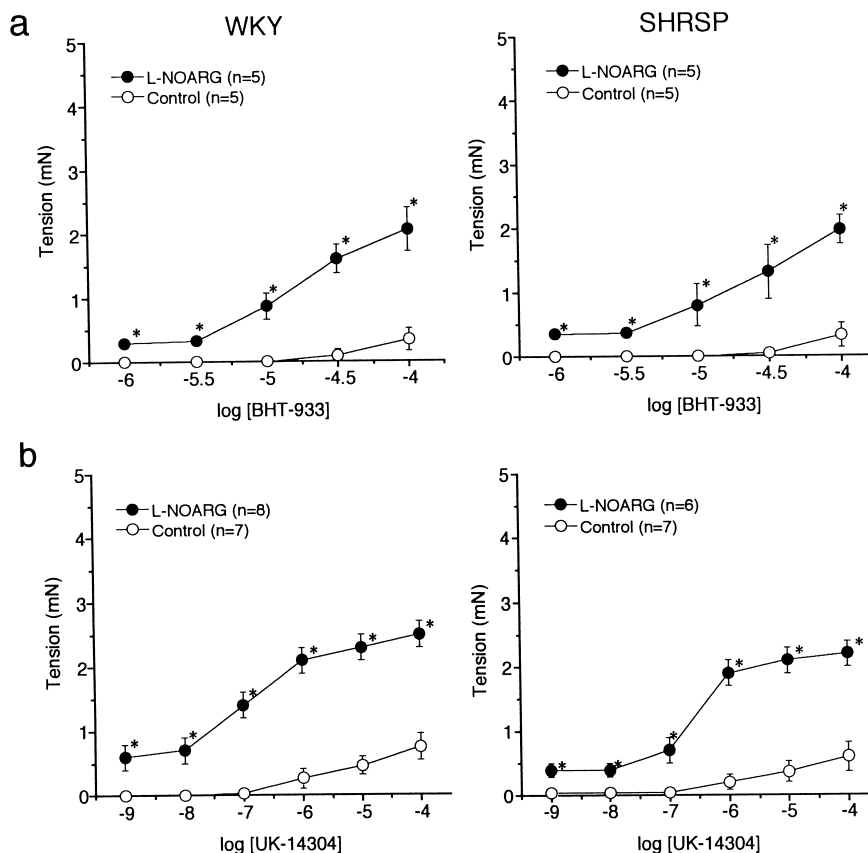 a
WKY
SHRSP
5
4
3
2
1
0
Tension (mN)
L-NOARG (n=5)
Control (n=5)
* * * * *
-6 -5.5 -5 -4.5 -4
log [BHT-933]
5
4
3
2
1
0
Tension (mN)
L-NOARG (n=5)
Control (n=5)
* * * * *
-6 -5.5 -5 -4.5 -4
log [BHT-933]
b
5
4
3
2
1
0
Tension (mN)
L-NOARG (n=8)
Control (n=7)
* * * * * *
-9 -8 -7 -6 -5 -4
log [UK-14304]
5
4
3
2
1
0
Tension (mN)
L-NOARG (n=6)
Control (n=7)
* * * * * *
-9 -8 -7 -6 -5 -4
log [UK-14304]